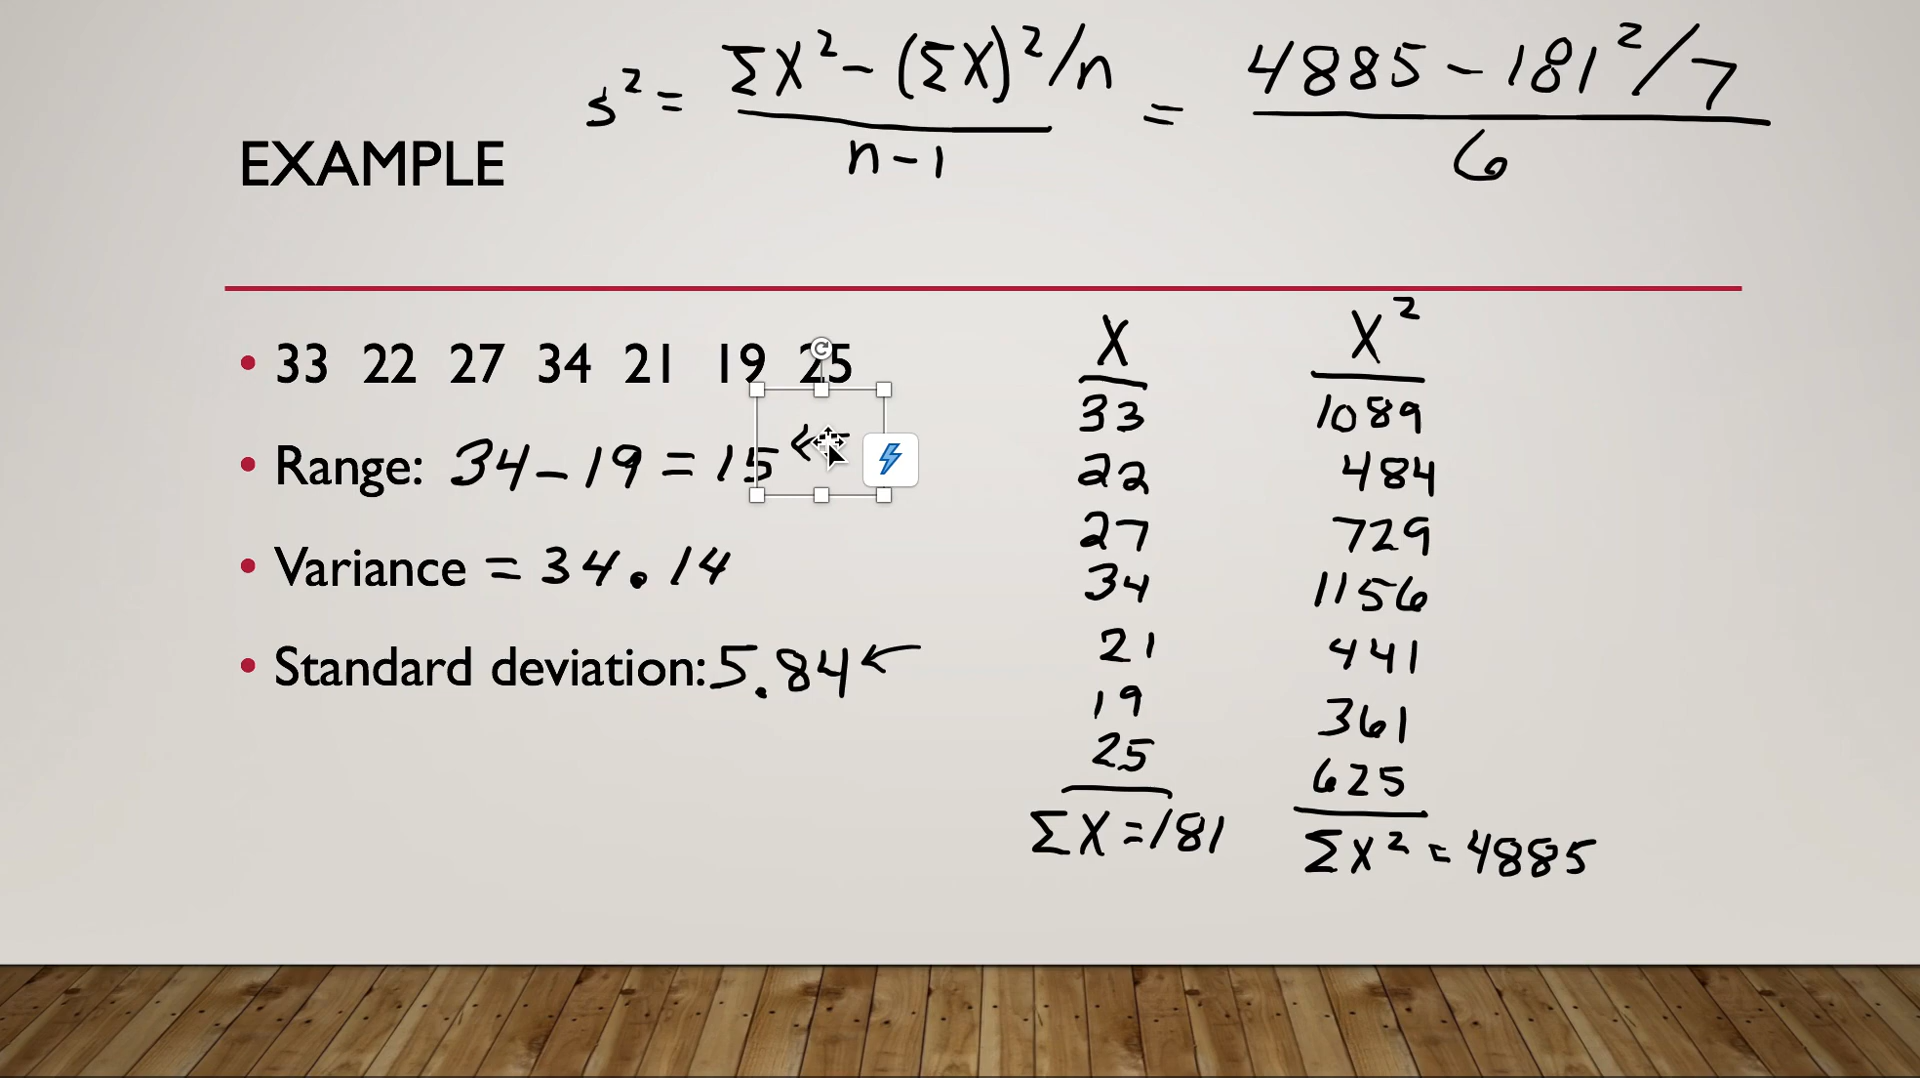 s² = ΣX² - (ΣX)²/n / n-1 = 4885 - 181²/7 / 6
EXAMPLE
• 33 22 27 34 21 19 25
• Range: 34-19 = 15 ←
• Variance = 34.14
• Standard deviation: 5.84 ←
X X²
33 1089
22 484
27 729
34 1156
21 441
19 361
25 625
ΣX = 181 ΣX² = 4885